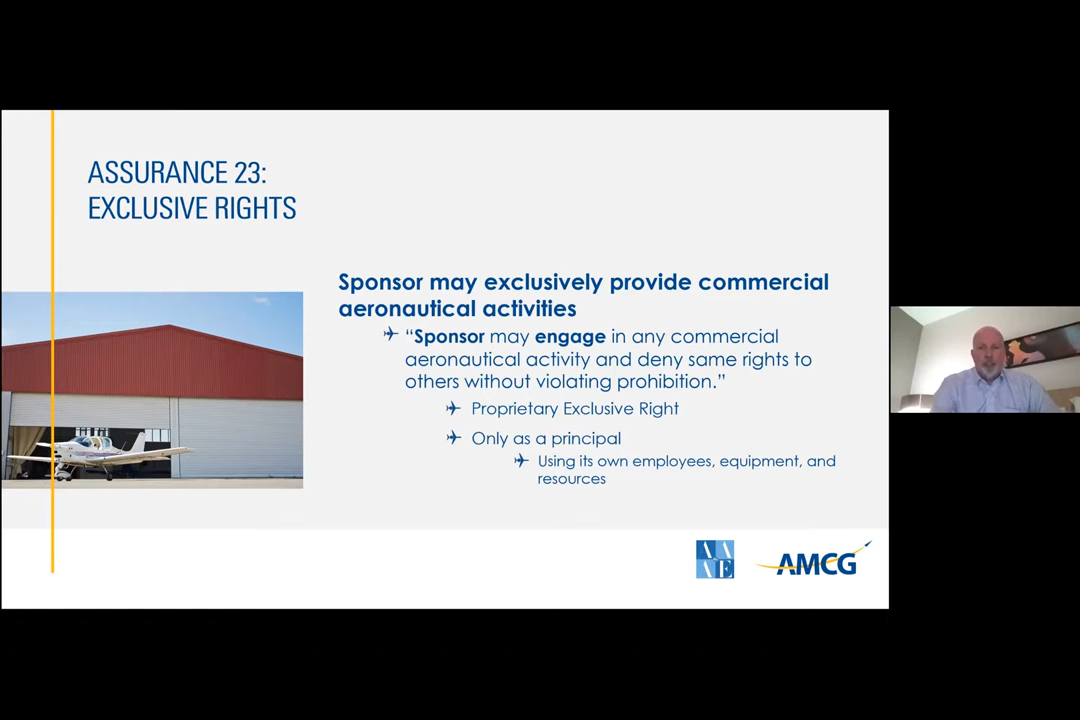 ASSURANCE 23:
EXCLUSIVE RIGHTS
Sponsor may exclusively provide commercial
aeronautical activities
“Sponsor may engage in any commercial
aeronautical activity and deny same rights to
others without violating prohibition.”
Proprietary Exclusive Right
Only as a principal
Using its own employees, equipment, and
resources
AAAE
AMCG